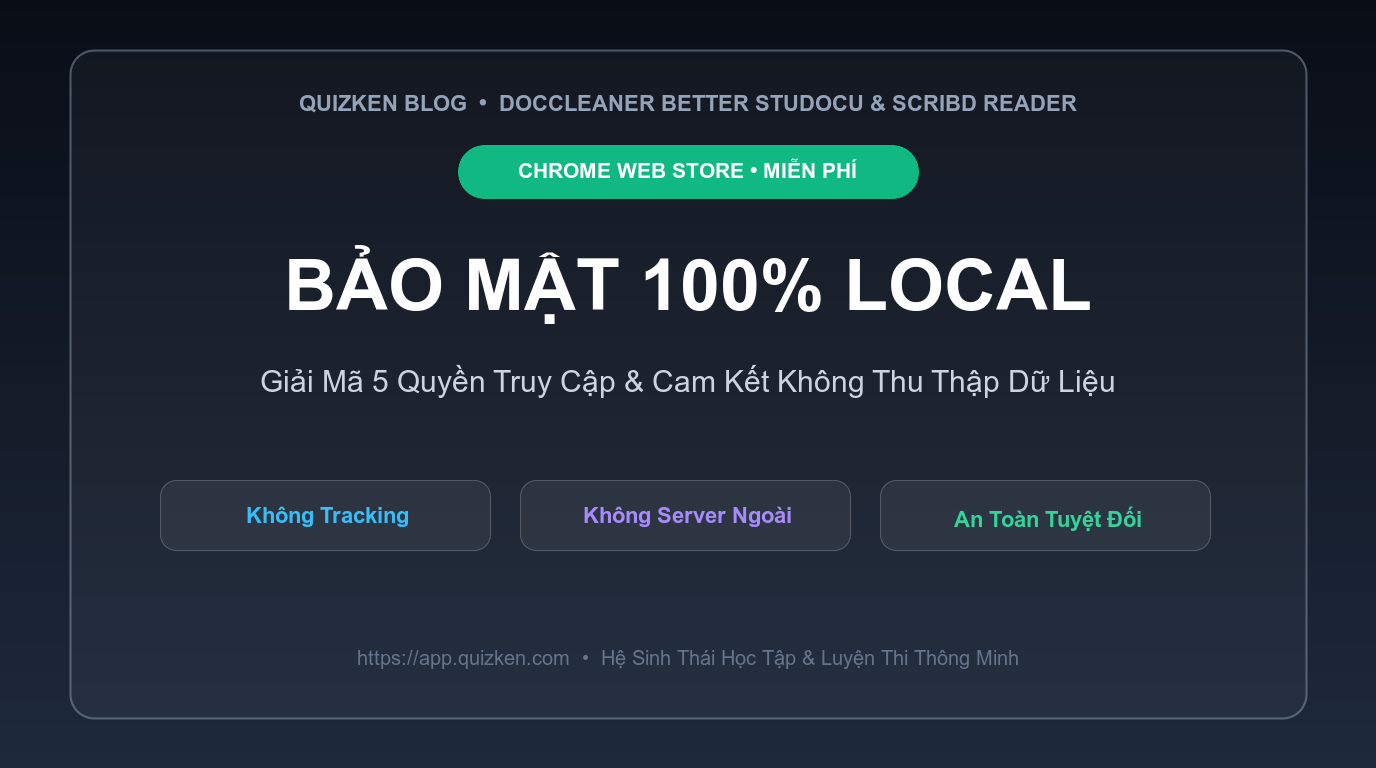 QUIZKEN BLOG • DOCCLEANER BETTER STUDOCU & SCRIBD READER
CHROME WEB STORE • MIỄN PHÍ
BẢO MẬT 100% LOCAL
Giải Mã 5 Quyền Truy Cập & Cam Kết Không Thu Thập Dữ Liệu
Không Tracking
Không Server Ngoài
An Toàn Tuyệt Đối
https://app.quizken.com • Hệ Sinh Thái Học Tập & Luyện Thi Thông Minh